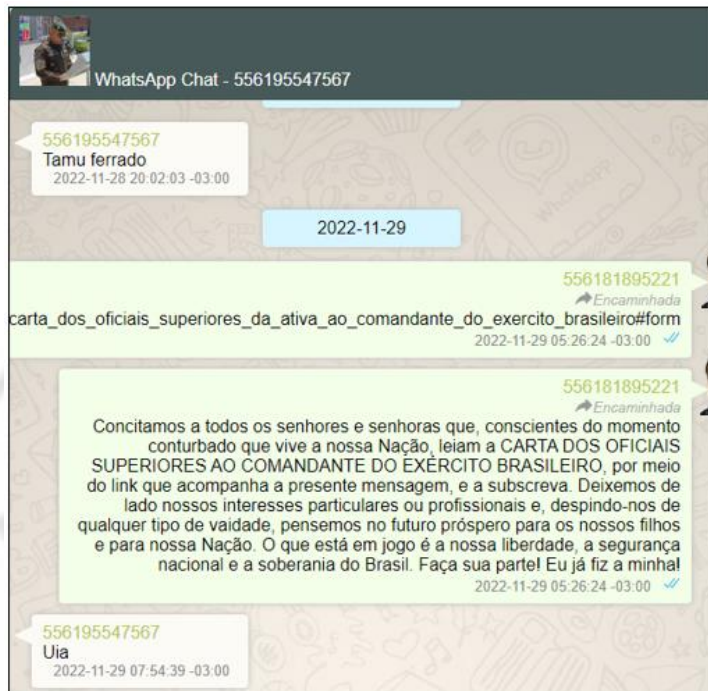 WhatsApp Chat - 556195547567
556195547567
Tamu ferrado
2022-11-28 20:02:03 -03:00
2022-11-29
556181895221
Encaminhada
carta_dos_oficiais_superiores_da_ativa_ao_comandante_do_exercito_brasileiro#form
2022-11-29 05:26:24 -03:00
556181895221
Encaminhada
Concitamos a todos os senhores e senhoras que, conscientes do momento
conturbado que vive a nossa Nação, leiam a CARTA DOS OFICIAIS
SUPERIORES AO COMANDANTE DO EXÉRCITO BRASILEIRO, por meio
do link que acompanha a presente mensagem, e a subscreva. Deixemos de
lado nossos interesses particulares ou profissionais e, despindo-nos de
qualquer tipo de vaidade, pensemos no futuro próspero para os nossos filhos
e para nossa Nação. O que está em jogo é a nossa liberdade, a segurança
nacional e a soberania do Brasil. Faça sua parte! Eu já fiz a minha!
2022-11-29 05:26:24 -03:00
556195547567
Uia
2022-11-29 07:54:39 -03:00